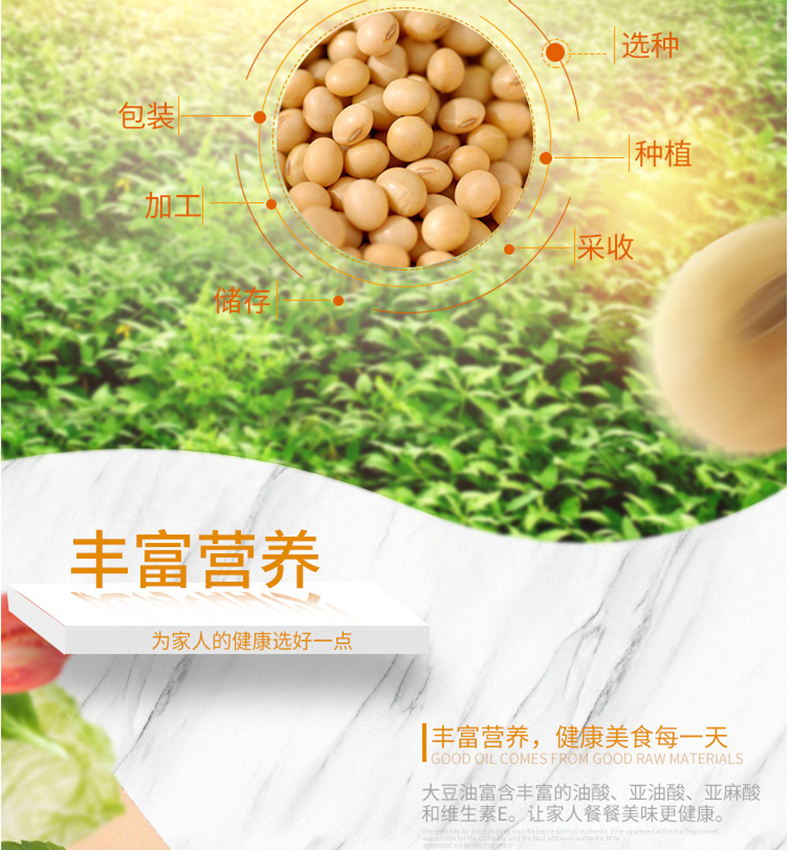 选种
包装
种植
加工
采收
储存
丰富营养
为家人的健康选好一点
丰富营养，健康美食每一天
GOOD OIL COMES FROM GOOD RAW MATERIALS
大豆油富含丰富的油酸、亚油酸、亚麻酸
和维生素E。让家人餐餐美味更健康。